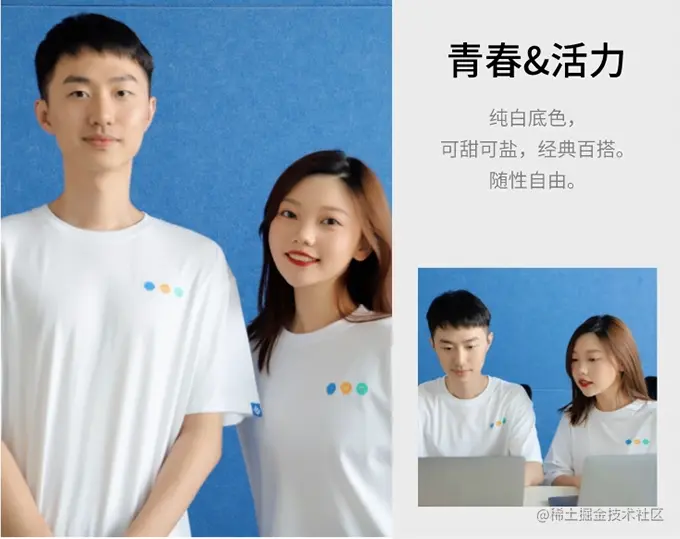 青春&活力
纯白底色，
可甜可盐，经典百搭。
随性自由。
@稀土掘金技术社区